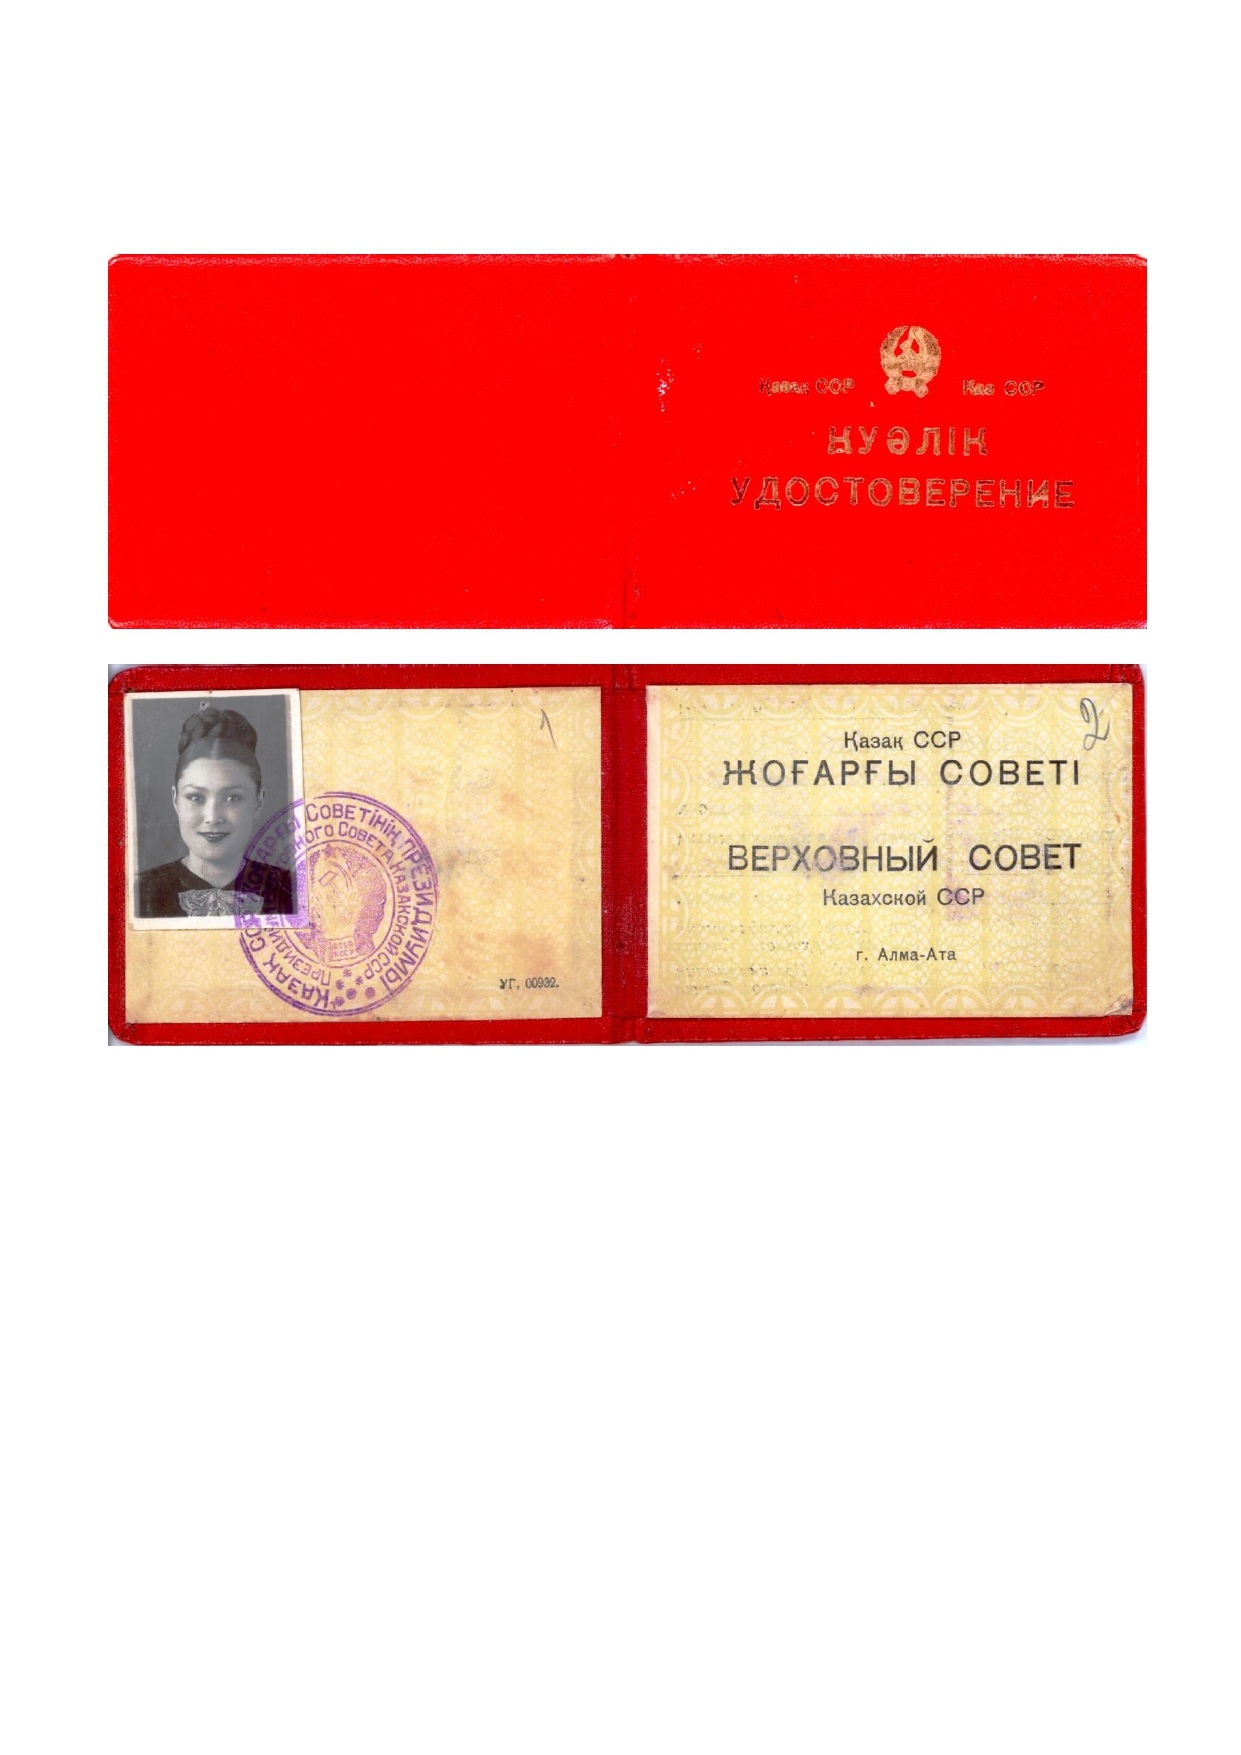 Қазақ ССР Каз ССР
КУӘЛІК
УДОСТОВЕРЕНИЕ
1
ҚАЗАҚ ССР ЖОҒАРҒЫ СОВЕТІНІҢ ПРЕЗИДИУМЫ
ПРЕЗИДИУМ ВЕРХОВНОГО СОВЕТА КАЗАХСКОЙ ССР
УГ, 00932.
2
Қазақ ССР
ЖОҒАРҒЫ СОВЕТІ
ВЕРХОВНЫЙ СОВЕТ
Казахской ССР
г. Алма-Ата